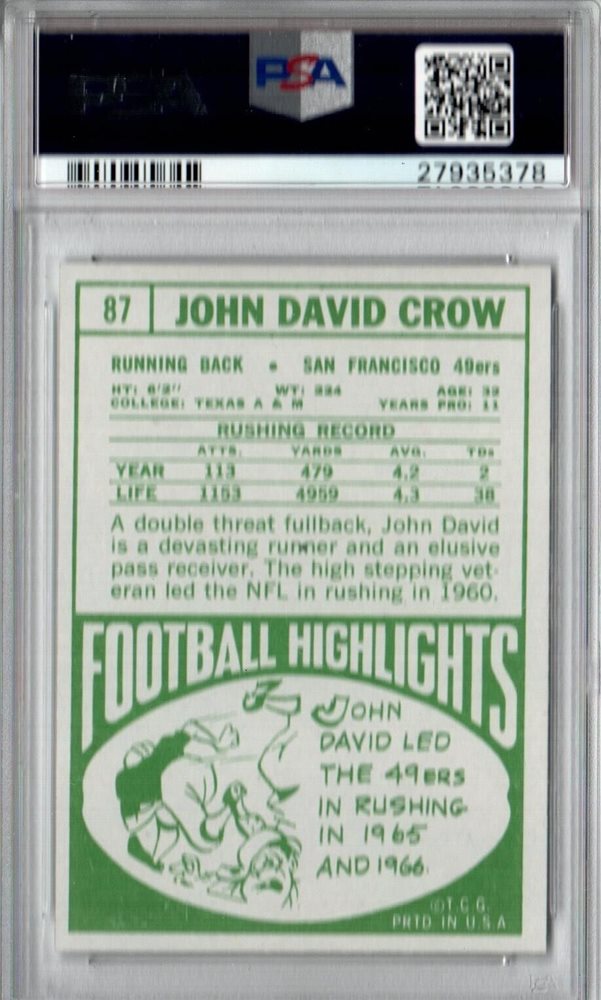 PSA
27935378
87 JOHN DAVID CROW
RUNNING BACK • SAN FRANCISCO 49ers
HT: 6'2" WT: 224 AGE: 32
COLLEGE: TEXAS A & M YEARS PRO: 11
RUSHING RECORD
ATTS. YARDS AVG. TDs
YEAR 113 479 4.2 2
LIFE 1153 4959 4.3 38
A double threat fullback, John David
is a devasting runner and an elusive
pass receiver. The high stepping vet-
eran led the NFL in rushing in 1960.
FOOTBALL HIGHLIGHTS
JOHN
DAVID LED
THE 49ERS
IN RUSHING
IN 1965
AND 1966.
©T.C.G.
PRTD IN U.S.A